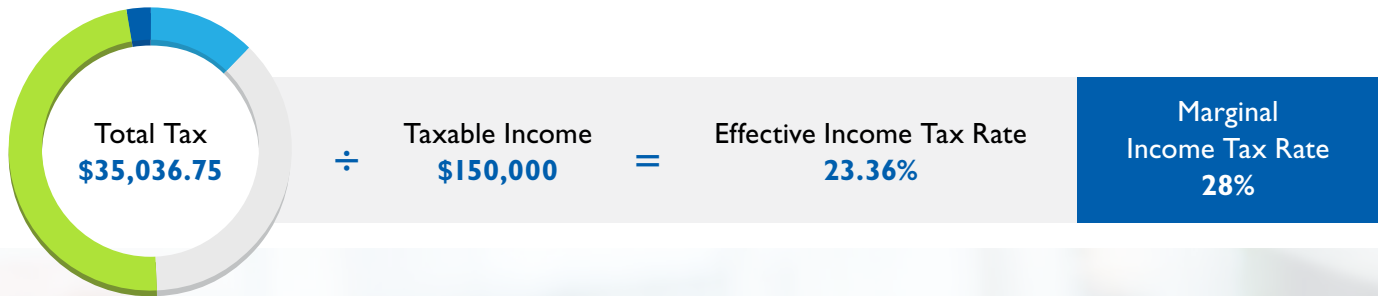 Total Tax
$35,036.75
÷
Taxable Income
$150,000
=
Effective Income Tax Rate
23.36%
Marginal
Income Tax Rate
28%